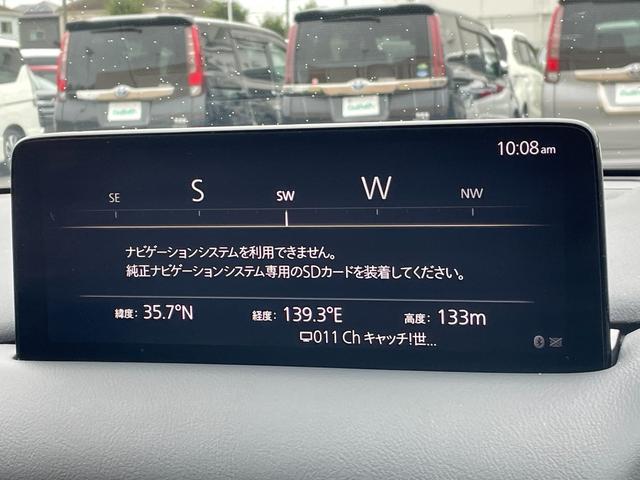 10:08 am
SE S SW W NW
ナビゲーションシステムを利用できません。
純正ナビゲーションシステム専用のSDカードを装着してください。
緯度: 35.7°N 経度: 139.3°E 高度: 133m
011 Ch キャッチ!世...